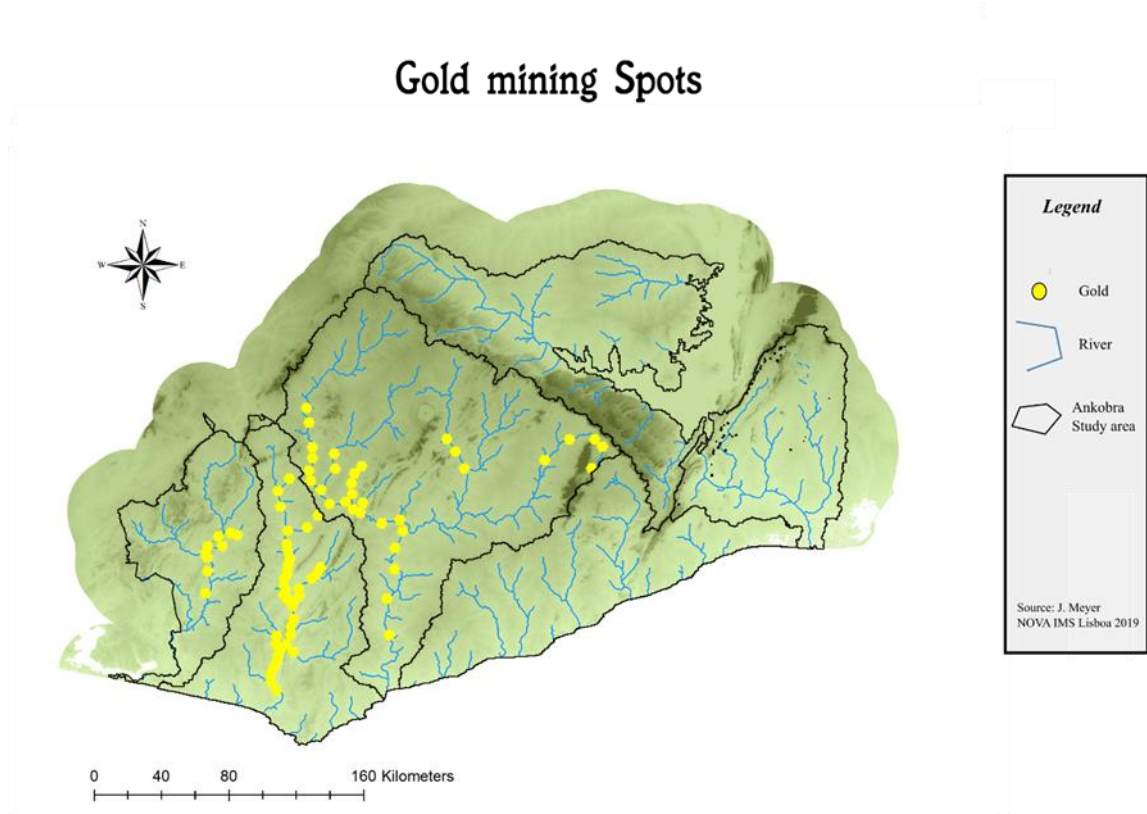 Gold mining Spots
N
W
E
S
Legend
Gold
River
Ankobra
Study area
Source: J. Meyer
NOVA IMS Lisboa 2019
0 40 80 160 Kilometers